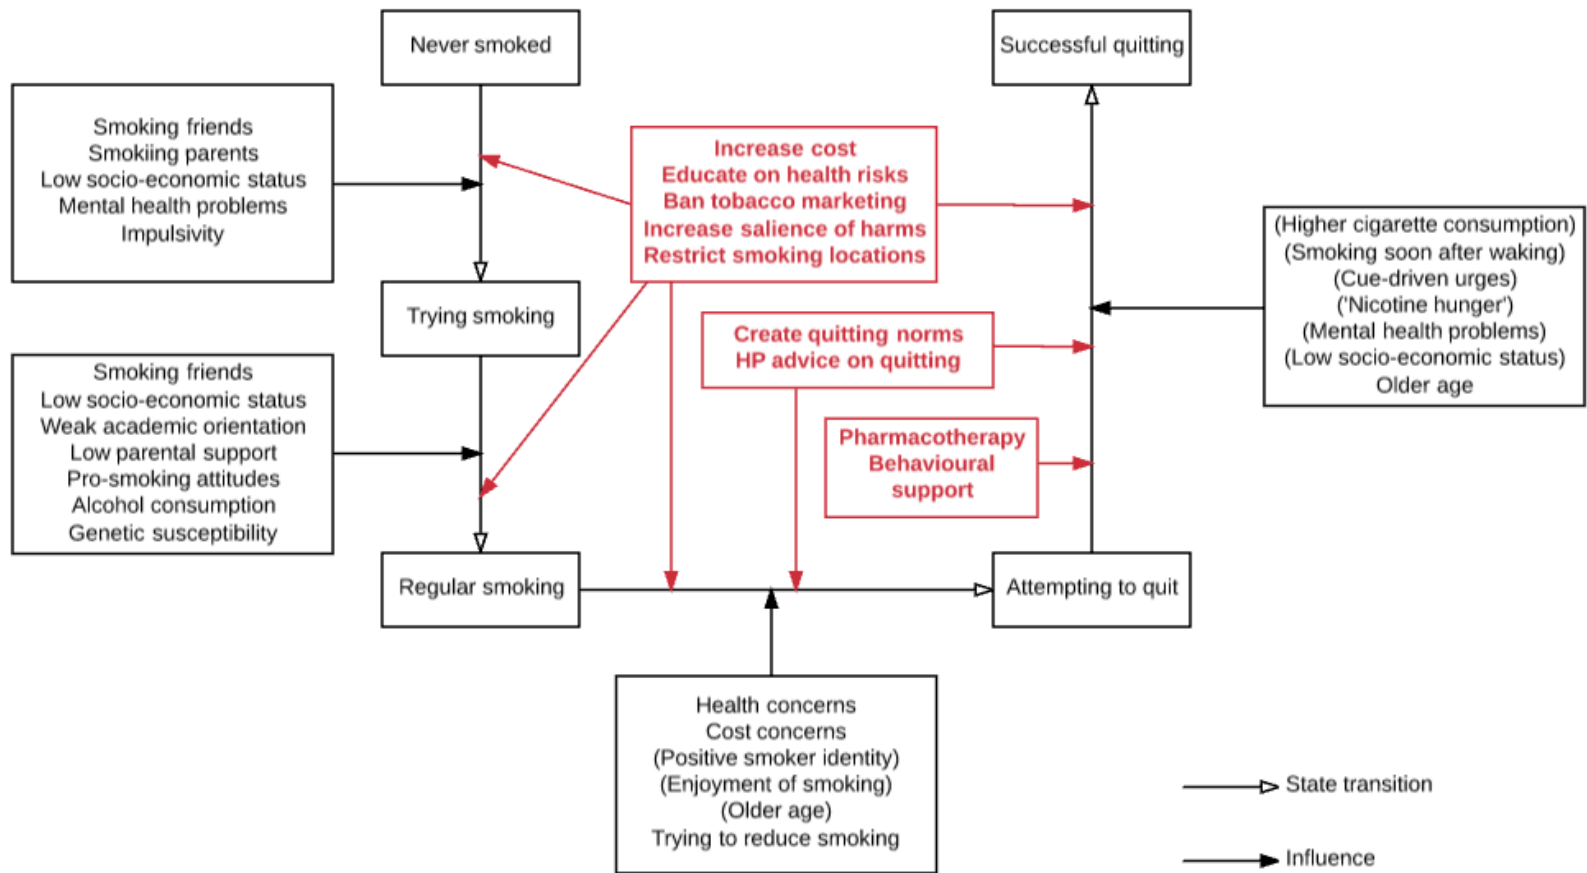 Never smoked
Successful quitting
Smoking friends
Smokiing parents
Low socio-economic status
Mental health problems
Impulsivity
Increase cost
Educate on health risks
Ban tobacco marketing
Increase salience of harms
Restrict smoking locations
(Higher cigarette consumption)
(Smoking soon after waking)
(Cue-driven urges)
('Nicotine hunger')
(Mental health problems)
(Low socio-economic status)
Older age
Trying smoking
Create quitting norms
HP advice on quitting
Smoking friends
Low socio-economic status
Weak academic orientation
Low parental support
Pro-smoking attitudes
Alcohol consumption
Genetic susceptibility
Pharmacotherapy
Behavioural
support
Regular smoking
Attempting to quit
Health concerns
Cost concerns
(Positive smoker identity)
(Enjoyment of smoking)
(Older age)
Trying to reduce smoking
State transition
Influence